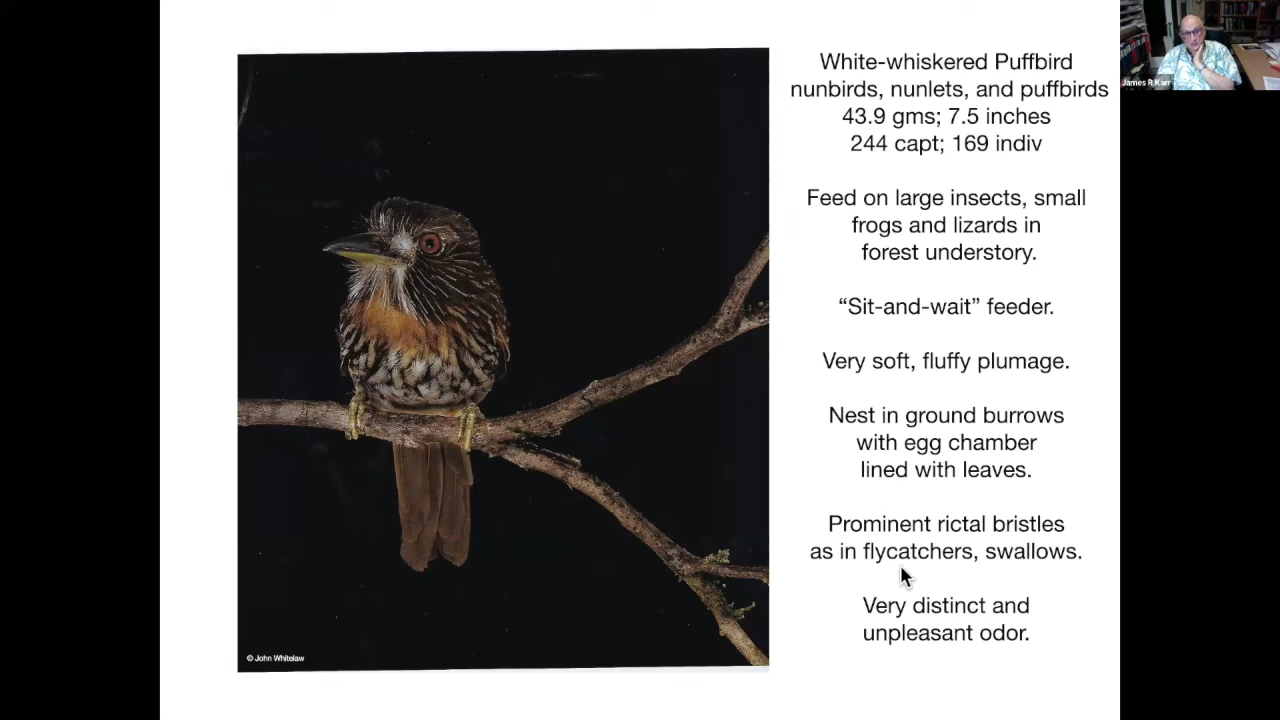 White-whiskered Puffbird
nunbirds, nunlets, and puffbirds
43.9 gms; 7.5 inches
244 capt; 169 indiv
Feed on large insects, small
frogs and lizards in
forest understory.
“Sit-and-wait” feeder.
Very soft, fluffy plumage.
Nest in ground burrows
with egg chamber
lined with leaves.
Prominent rictal bristles
as in flycatchers, swallows.
Very distinct and
unpleasant odor.
© John Whitelaw
James R Karr